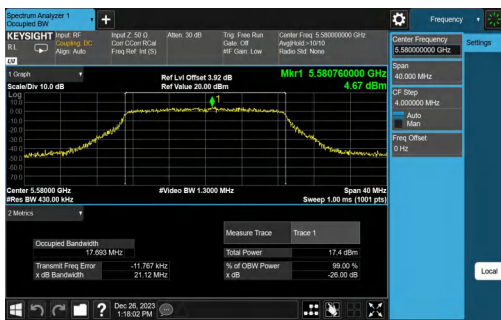 Spectrum Analyzer 1
Occupied BW
Frequency
KEYSIGHT
RL
Input: RF
Coupling: DC
Align: Auto
Input Z: 50 Ω
Corr CCorr RCal
Freq Ref: Int (S)
Atten: 30 dB
Trig: Free Run
Gate: Off
#IF Gain: Low
Center Freq: 5.580000000 GHz
Avg|Hold:>10/10
Radio Std: None
Center Frequency
5.580000000 GHz
Settings
Span
40.000 MHz
CF Step
4.000000 MHz
Auto
Man
Freq Offset
0 Hz
Local
1 Graph
Scale/Div 10.0 dB
Ref Lvl Offset 3.92 dB
Ref Value 20.00 dBm
Mkr1 5.580760000 GHz
4.67 dBm
Log
10.0
0.00
-10.0
-20.0
-30.0
-40.0
-50.0
-60.0
-70.0
1
Center 5.58000 GHz
#Video BW 1.3000 MHz
Span 40 MHz
#Res BW 430.00 kHz
Sweep 1.00 ms (1001 pts)
2 Metrics
Measure Trace
Trace 1
Occupied Bandwidth
17.693 MHz
Total Power
17.4 dBm
Transmit Freq Error
-11.767 kHz
% of OBW Power
99.00 %
x dB Bandwidth
21.12 MHz
x dB
-26.00 dB
Dec 26, 2023
1:18:02 PM